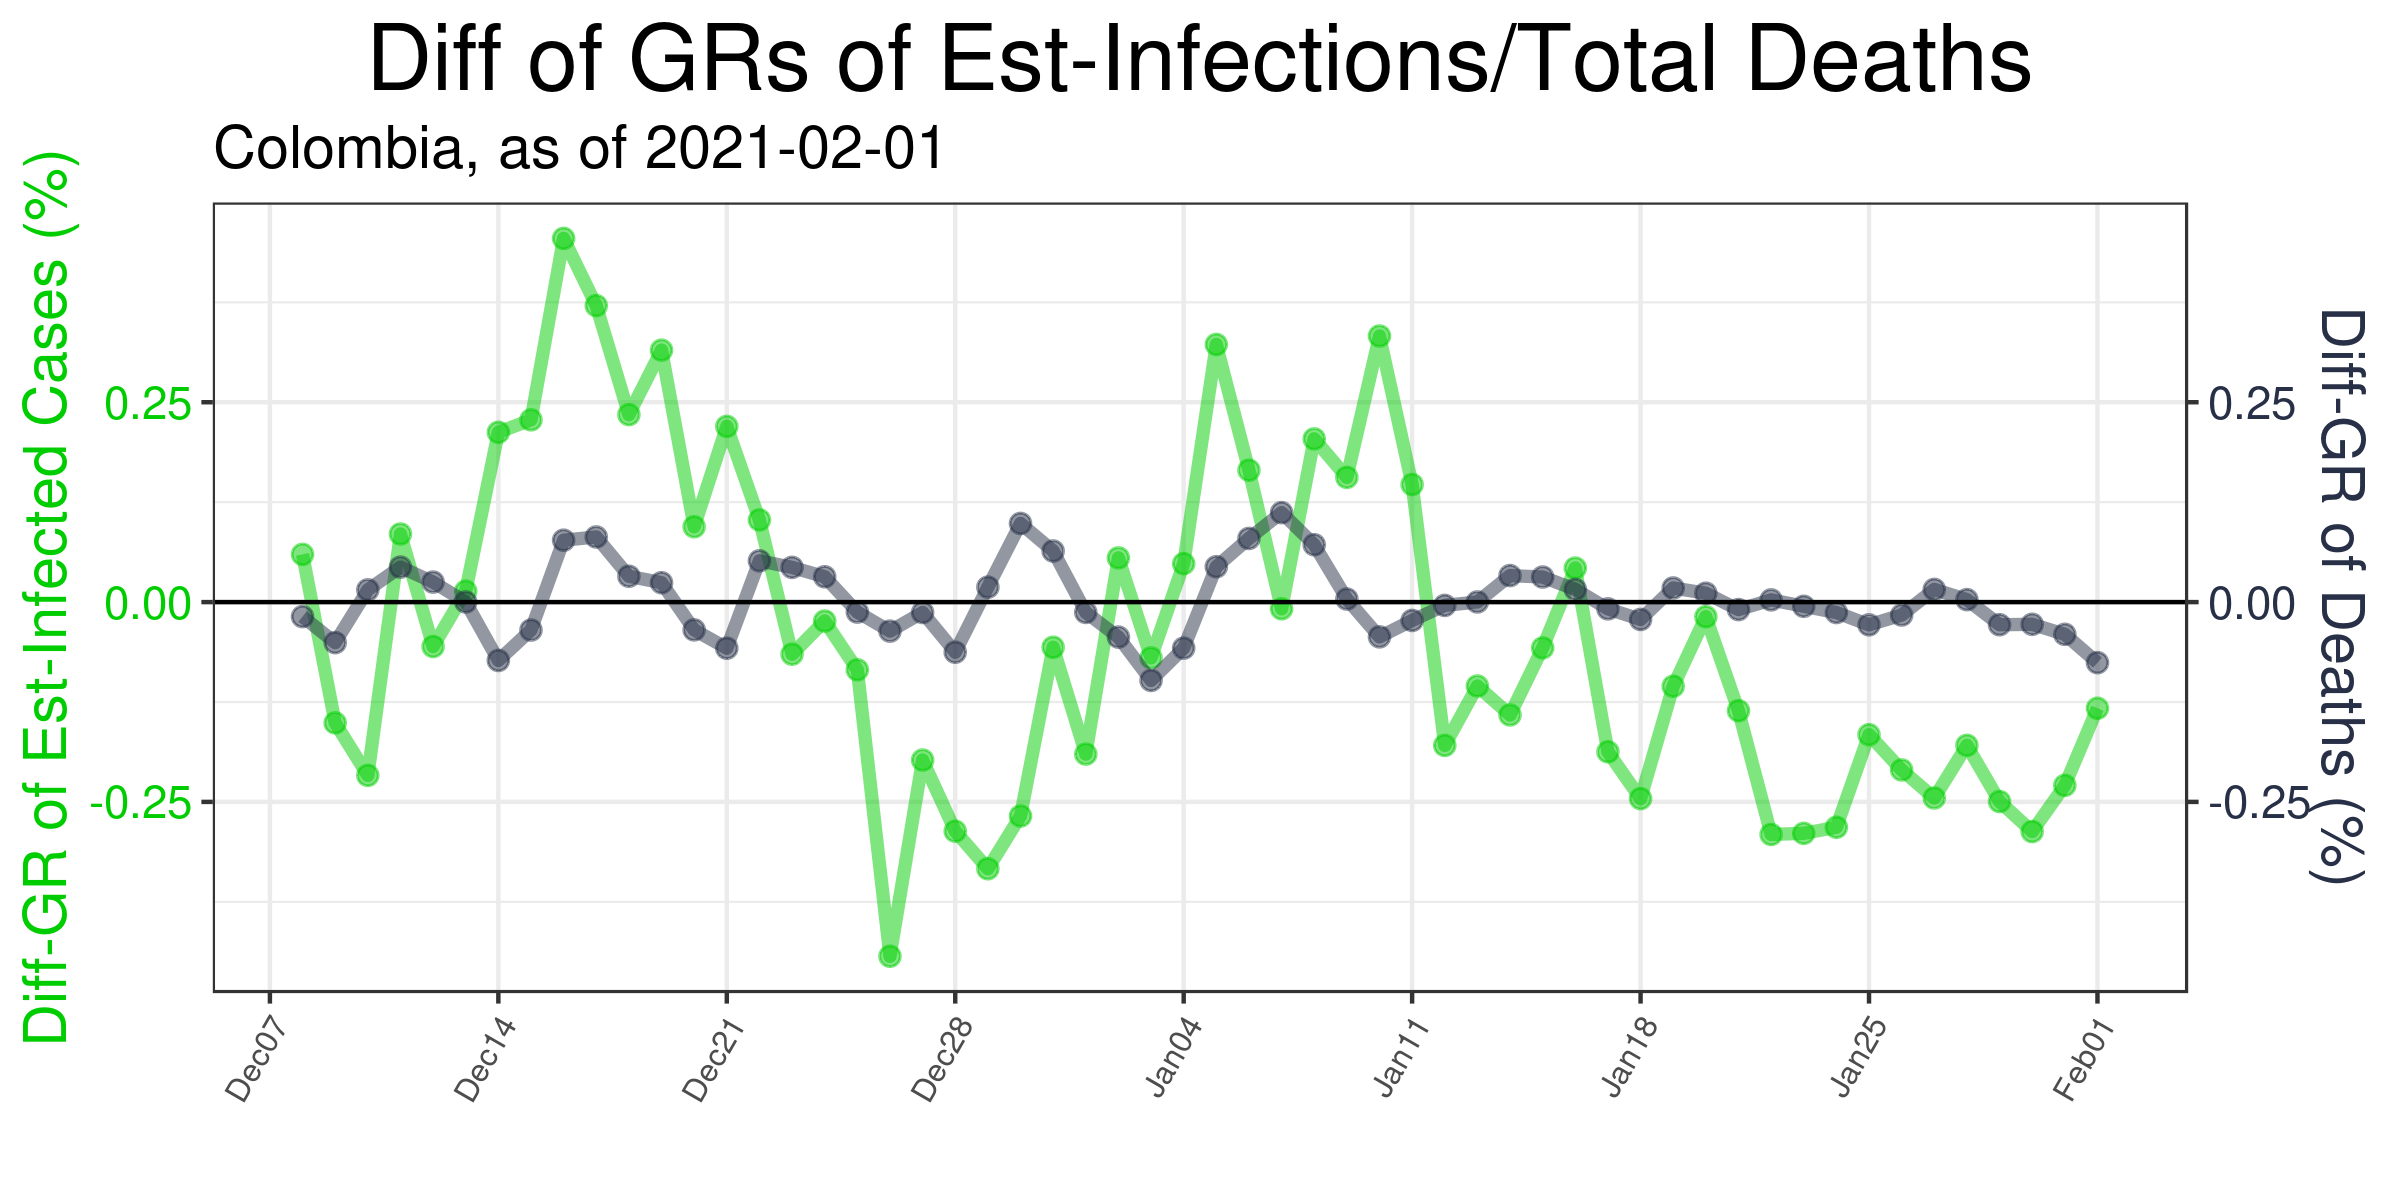 Diff of GRs of Est-Infections/Total Deaths
Colombia, as of 2021-02-01
Diff-GR of Est-Infected Cases (%)
0.25
0.00
-0.25
0.25
0.00
-0.25
Diff-GR of Deaths (%)
Dec07
Dec14
Dec21
Dec28
Jan04
Jan11
Jan18
Jan25
Feb01